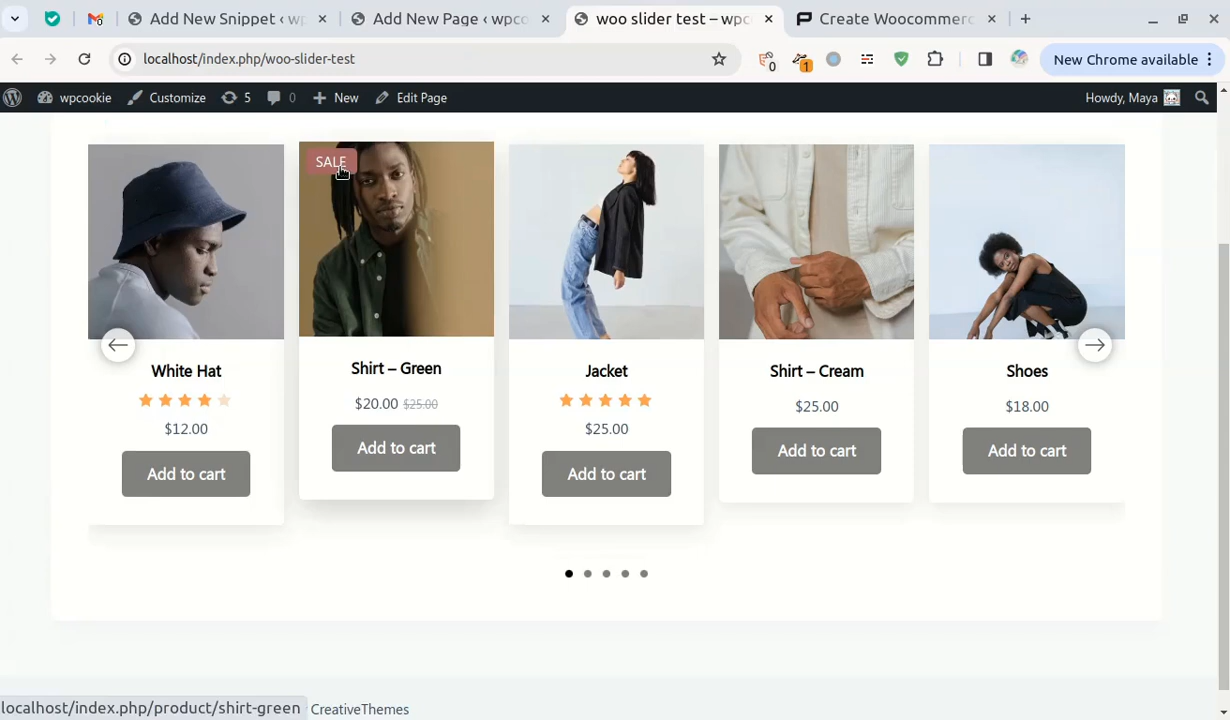 Add New Snippet ‹ wp
Add New Page ‹ wpco
woo slider test – wpc
Create Woocommerc
localhost/index.php/woo-slider-test
0
1
New Chrome available
wpcookie
Customize
5
0
New
Edit Page
Howdy, Maya
SALE
White Hat
$12.00
Add to cart
Shirt – Green
$20.00 $25.00
Add to cart
Jacket
$25.00
Add to cart
Shirt – Cream
$25.00
Add to cart
Shoes
$18.00
Add to cart
localhost/index.php/product/shirt-green
CreativeThemes